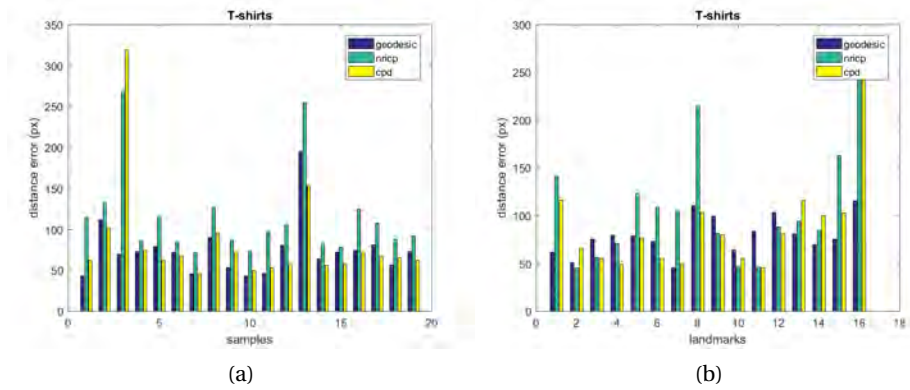 T-shirts
350
300
250
200
150
100
50
0
distance error (px)
geodesic
nricp
cpd
0 5 10 15 20
samples
(a)
T-shirts
300
250
200
150
100
50
0
distance error (px)
geodesic
nricp
cpd
0 2 4 6 8 10 12 14 16 18
landmarks
(b)